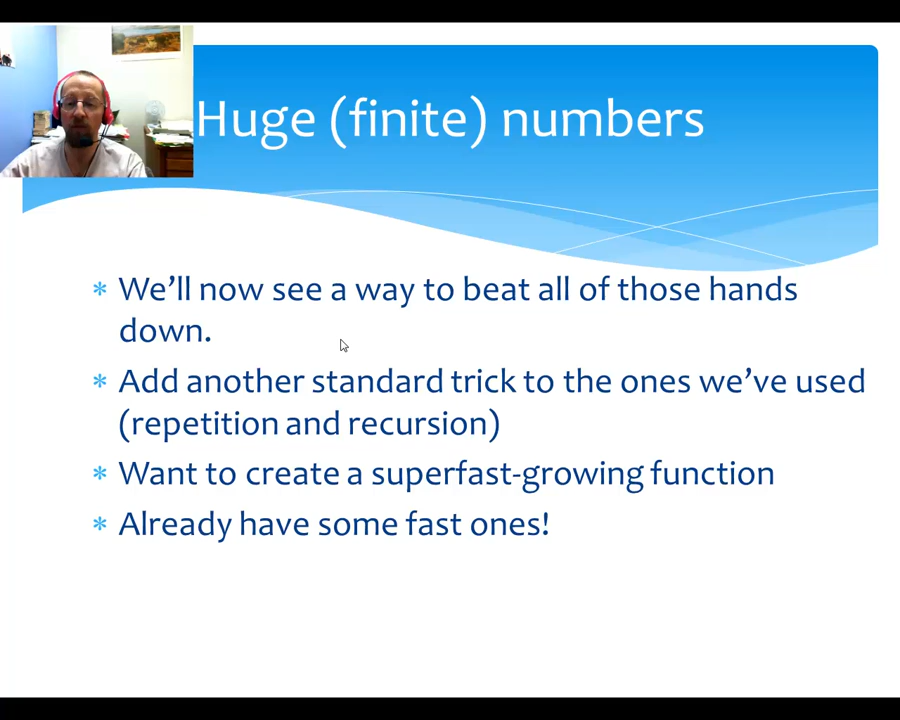 Huge (finite) numbers
* We’ll now see a way to beat all of those hands
down.
* Add another standard trick to the ones we’ve used
(repetition and recursion)
* Want to create a superfast-growing function
* Already have some fast ones!